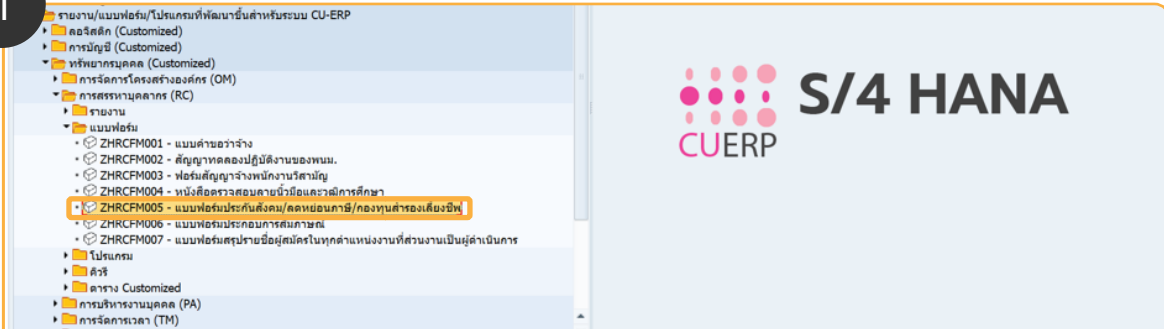 1
รายงาน/แบบฟอร์ม/โปรแกรมที่พัฒนาขึ้นสำหรับระบบ CU-ERP
ลอจิสติก (Customized)
การบัญชี (Customized)
ทรัพยากรบุคคล (Customized)
การจัดการโครงสร้างองค์กร (OM)
การสรรหาบุคลากร (RC)
รายงาน
แบบฟอร์ม
ZHRCFM001 - แบบคำขอว่าจ้าง
ZHRCFM002 - สัญญาทดลองปฏิบัติงานของพนม.
ZHRCFM003 - ฟอร์มสัญญาจ้างพนักงานวิสามัญ
ZHRCFM004 - หนังสือตรวจสอบลายนิ้วมือและวุฒิการศึกษา
ZHRCFM005 - แบบฟอร์มประกันสังคม/ลดหย่อนภาษี/กองทุนสำรองเลี้ยงชีพ
ZHRCFM006 - แบบฟอร์มประกอบการสัมภาษณ์
ZHRCFM007 - แบบฟอร์มสรุปรายชื่อผู้สมัครในทุกตำแหน่งงานที่ส่วนงานเป็นผู้ดำเนินการ
โปรแกรม
คิวรี
ตาราง Customized
การบริหารงานบุคคล (PA)
การจัดการเวลา (TM)
S/4 HANA
CUERP